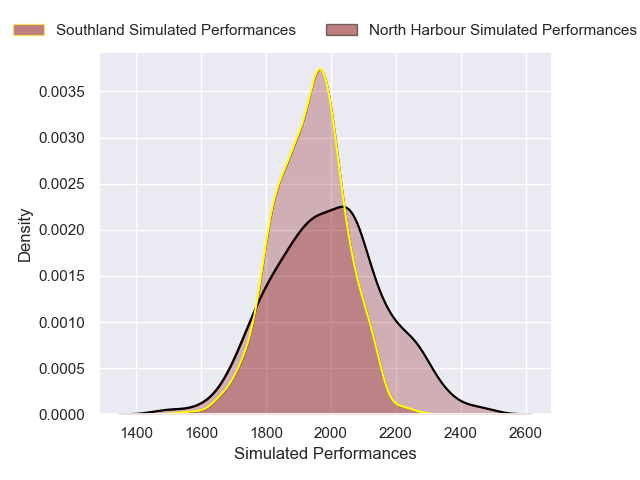 Southland Simulated Performances
North Harbour Simulated Performances
0.0035
0.0030
0.0025
0.0020
0.0015
0.0010
0.0005
0.0000
Density
1400 1600 1800 2000 2200 2400 2600
Simulated Performances